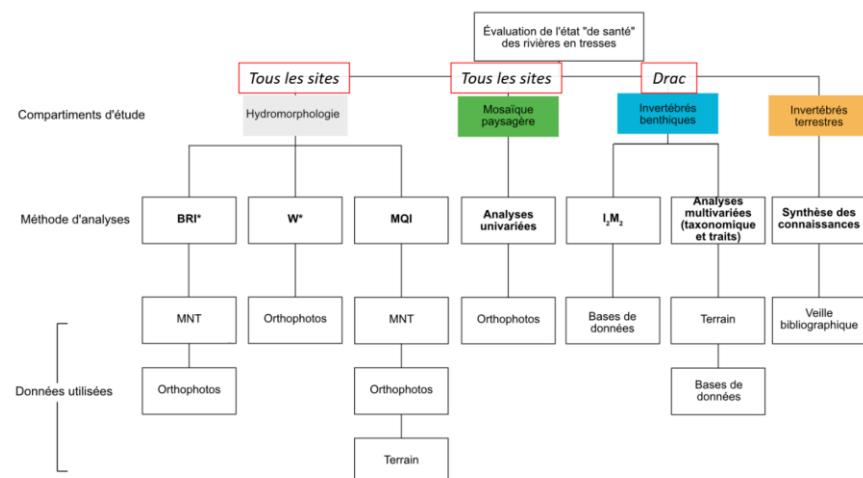 Évaluation de l'état "de santé"
des rivières en tresses
Tous les sites
Tous les sites
Drac
Compartiments d'étude
Hydromorphologie
Mosaïque
paysagère
Invertébrés
benthiques
Invertébrés
terrestres
Méthode d'analyses
BRI*
W*
MQI
Analyses
univariées
I₂M₂
Analyses
multivariées
(taxonomique
et traits)
Synthèse des
connaissances
Données utilisées
MNT
Orthophotos
MNT
Orthophotos
Bases de
données
Terrain
Veille
bibliographique
Orthophotos
Orthophotos
Bases de
données
Terrain